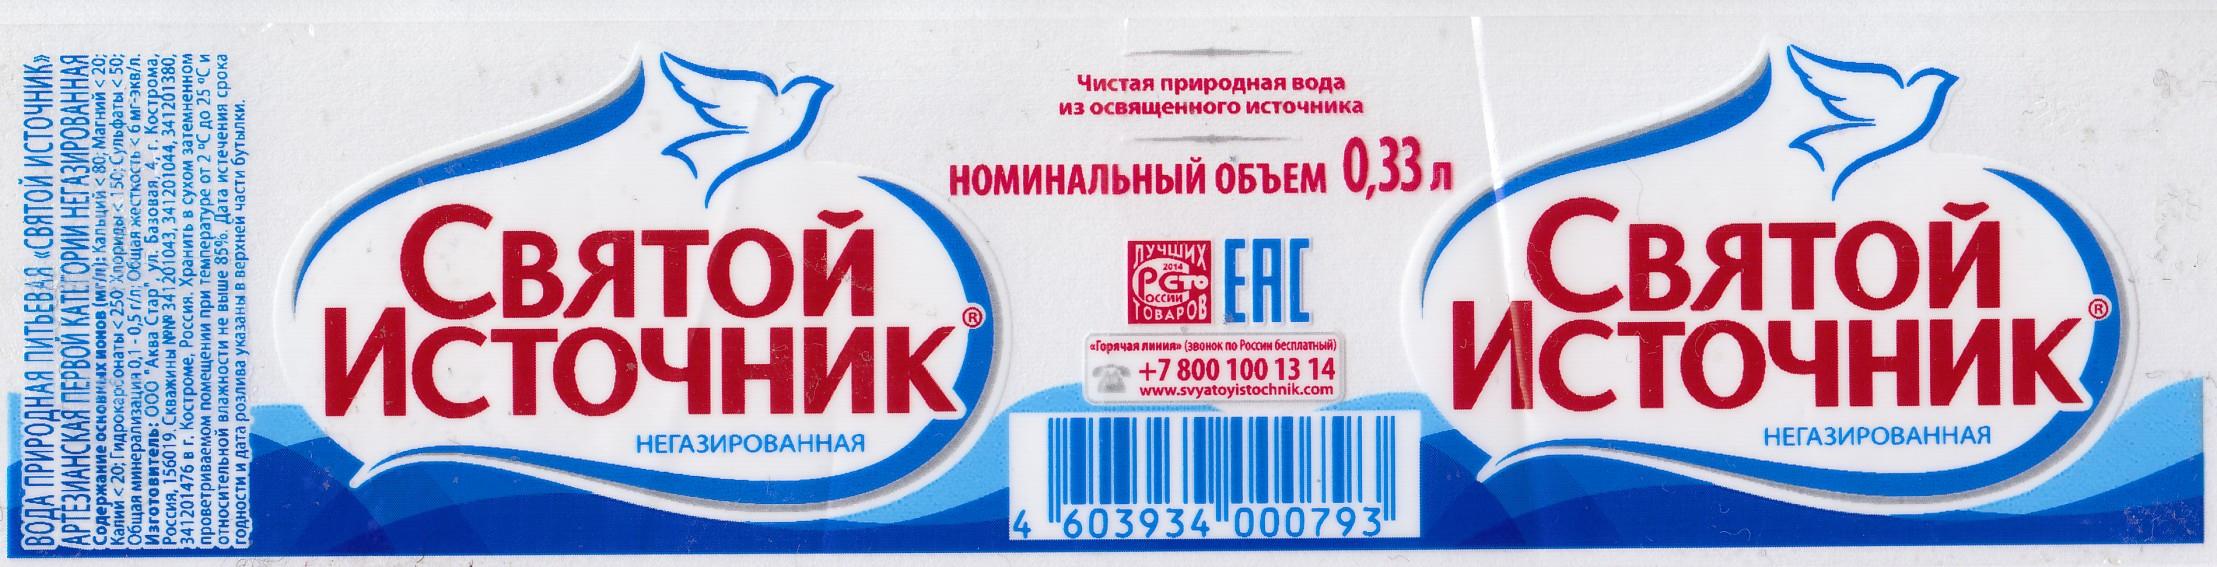 ВОДА ПРИРОДНАЯ ПИТЬЕВАЯ «СВЯТОЙ ИСТОЧНИК»
АРТЕЗИАНСКАЯ ПЕРВОЙ КАТЕГОРИИ НЕГАЗИРОВАННАЯ
Содержание основных ионов (мг/л): Кальций < 80; Магний < 20;
Калий < 20; Гидрокарбонаты < 250 Хлориды < 150; Сульфаты < 50;
Общая минерализация 0,1 - 0,5 г/л; Общая жесткость < 6 мг-экв/л.
Изготовитель: ООО "Аква Стар" ул. Базовая, 4, г. Кострома,
Россия, 156019. Скважины №№ 34 201043, 34120 1044, 341201380,
341201476 в г. Костроме, Россия. Хранить в сухом затемненном
проветриваемом помещении при температуре от 2 °С до 25 °С и
относительной влажности не выше 85%. Дата истечения срока
годности и дата розлива указаны в верхней части бутылки.
СВЯТОЙ
ИСТОЧНИК®
НЕГАЗИРОВАННАЯ
Чистая природная вода
из освященного источника
НОМИНАЛЬНЫЙ ОБЪЕМ 0,33 л
ЛУЧШИХ
2014
СТО
РОССИИ
ТОВАРОВ
ЕАС
«Горячая линия» (звонок по России бесплатный)
+7 800 100 13 14
www.svyatoyistochnik.com
4 603934 000793
СВЯТОЙ
ИСТОЧНИК®
НЕГАЗИРОВАННАЯ